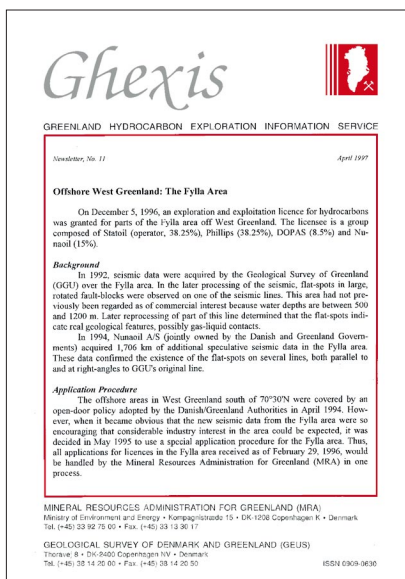 Ghexis
GREENLAND HYDROCARBON EXPLORATION INFORMATION SERVICE
Newsletter, No. 11 April 1997
Offshore West Greenland: The Fylla Area
On December 5, 1996, an exploration and exploitation licence for hydrocarbons
was granted for parts of the Fylla area off West Greenland. The licensee is a group
composed of Statoil (operator, 38.25%), Phillips (38.25%), DOPAS (8.5%) and Nu-
naoil (15%).
Background
In 1992, seismic data were acquired by the Geological Survey of Greenland
(GGU) over the Fylla area. In the later processing of the seismic, flat-spots in large,
rotated fault-blocks were observed on one of the seismic lines. This area had not pre-
viously been regarded as of commercial interest because water depths are between 500
and 1200 m. Later reprocessing of part of this line determined that the flat-spots indi-
cate real geological features, possibly gas-liquid contacts.
In 1994, Nunaoil A/S (jointly owned by the Danish and Greenland Govern-
ments) acquired 1,706 km of additional speculative seismic data in the Fylla area.
These data confirmed the existence of the flat-spots on several lines, both parallel to
and at right-angles to GGU's original line.
Application Procedure
The offshore areas in West Greenland south of 70°30'N were covered by an
open-door policy adopted by the Danish/Greenland Authorities in April 1994. How-
ever, when it became obvious that the new seismic data from the Fylla area were so
encouraging that considerable industry interest in the area could be expected, it was
decided in May 1995 to use a special application procedure for the Fylla area. Thus,
all applications for licences in the Fylla area received as of February 29, 1996, would
be handled by the Mineral Resources Administration for Greenland (MRA) in one
process.
MINERAL RESOURCES ADMINISTRATION FOR GREENLAND (MRA)
Ministry of Environment and Energy • Kompagnistræde 15 • DK-1208 Copenhagen K • Denmark
Tel. (+45) 33 92 75 00 • Fax. (+45) 33 13 30 17
GEOLOGICAL SURVEY OF DENMARK AND GREENLAND (GEUS)
Thoravej 8 • DK-2400 Copenhagen NV • Denmark
Tel. (+45) 38 14 20 00 • Fax. (+45) 38 14 20 50 ISSN 0909-0630